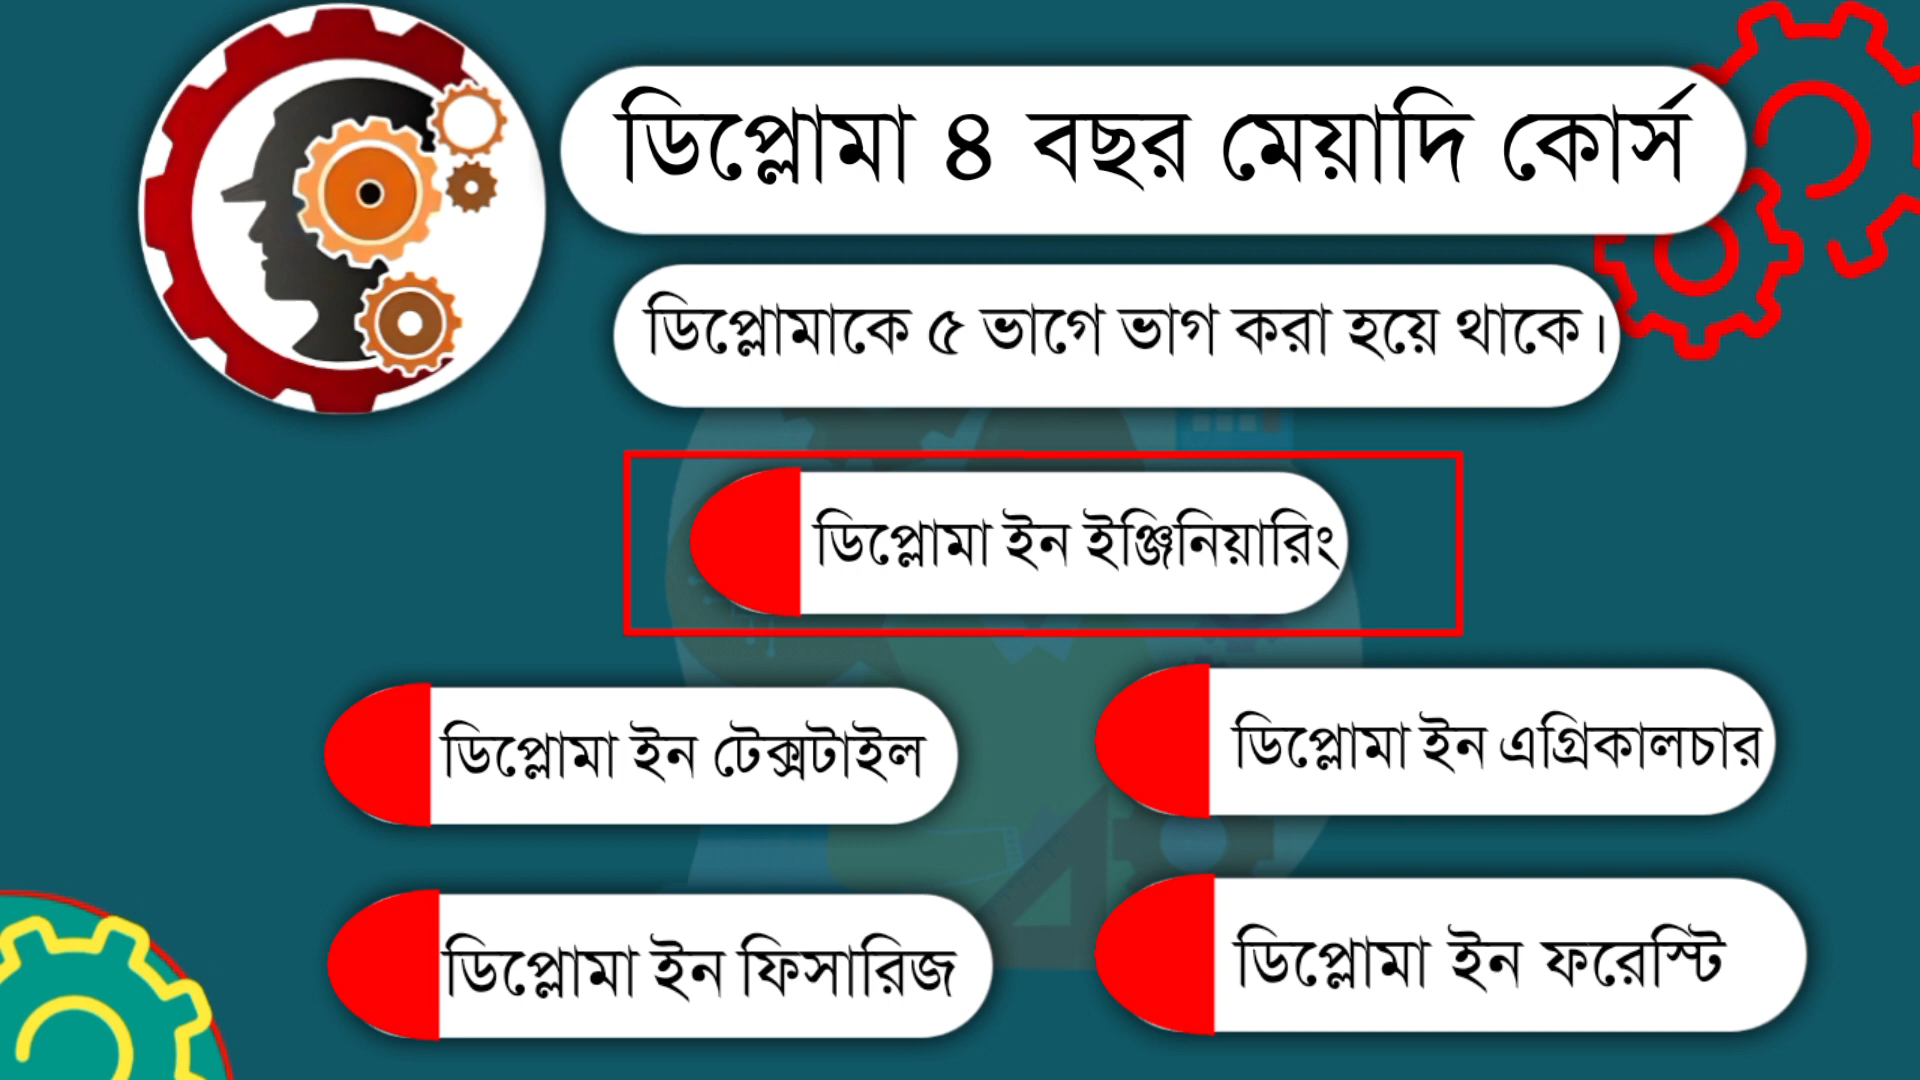 ডিপ্লোমা ৪ বছর মেয়াদি কোর্স
ডিপ্লোমাকে ৫ ভাগে ভাগ করা হয়ে থাকে।
ডিপ্লোমা ইন ইঞ্জিনিয়ারিং
ডিপ্লোমা ইন টেক্সটাইল
ডিপ্লোমা ইন এগ্রিকালচার
ডিপ্লোমা ইন ফিসারিজ
ডিপ্লোমা ইন ফরেস্টি